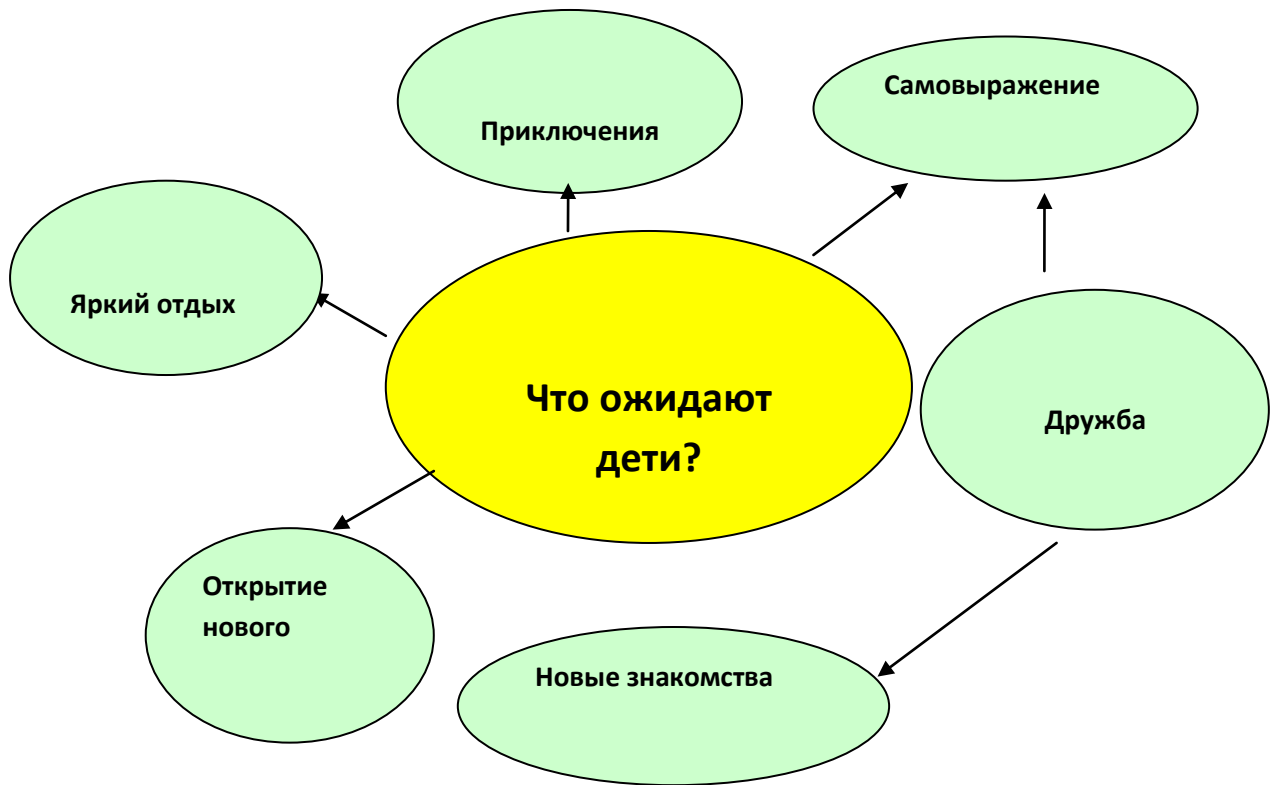 Самовыражение
Приключения
Яркий отдых
Что ожидают
дети?
Дружба
Открытие
нового
Новые знакомства